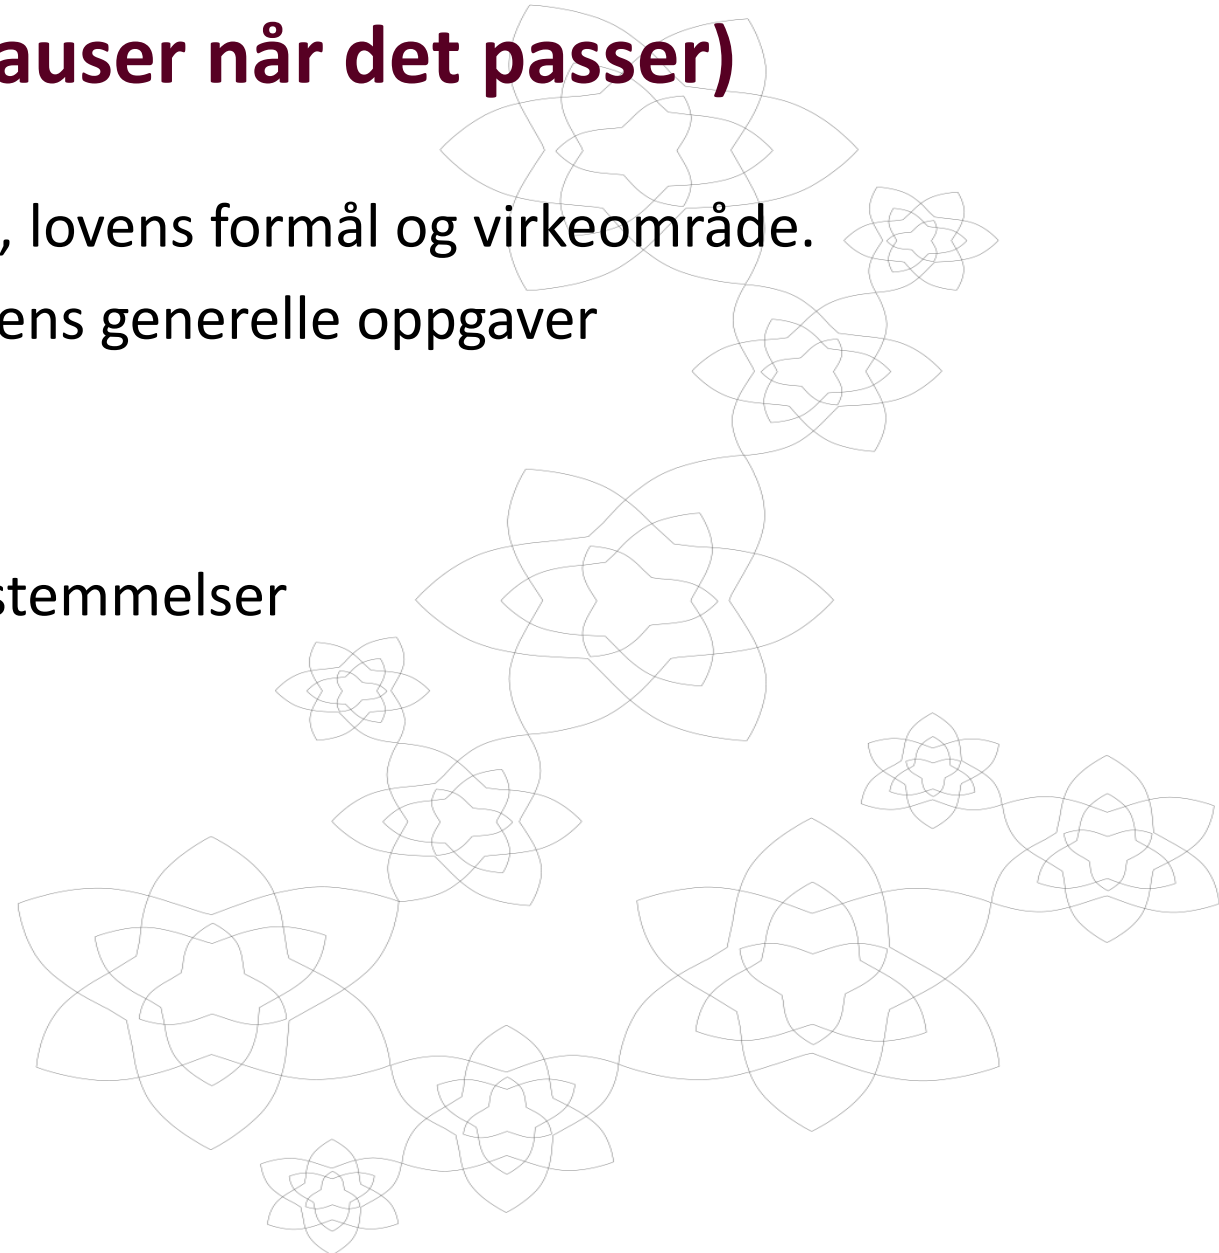 auser når det passer)
, lovens formål og virkeområde.
ens generelle oppgaver
stemmelser